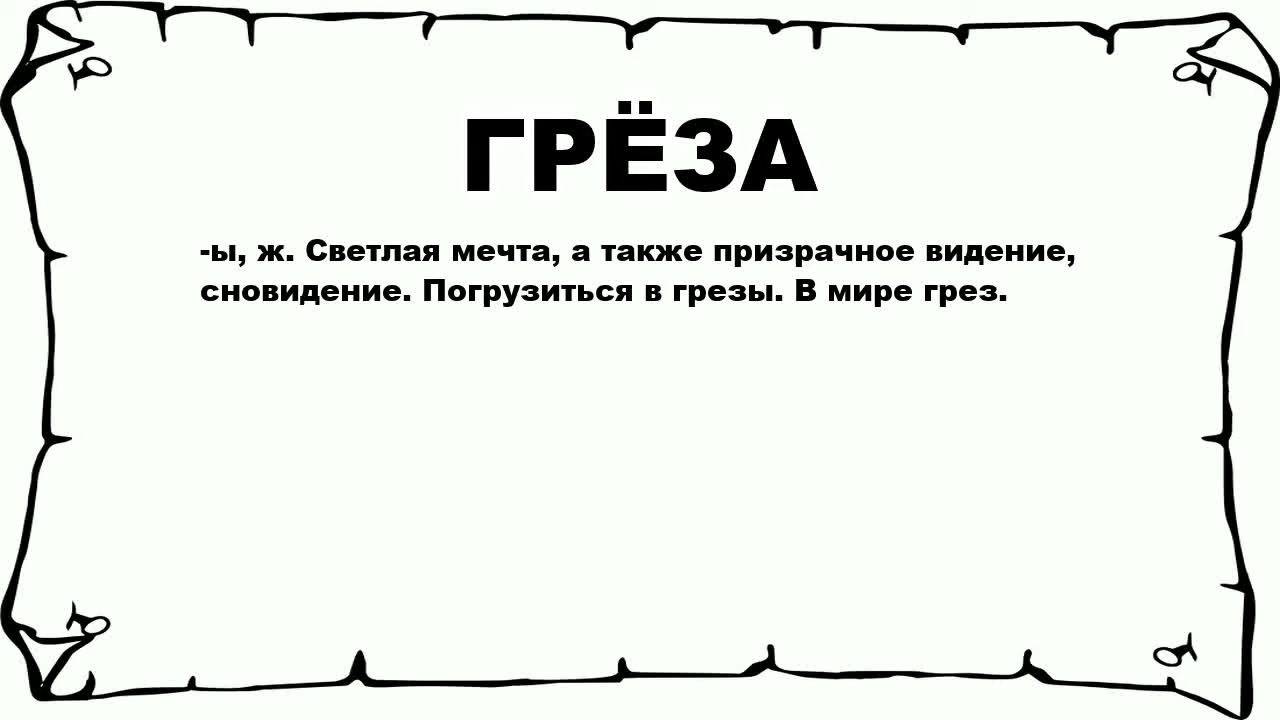 ГРЁЗА
-ы, ж. Светлая мечта, а также призрачное видение,
сновидение. Погрузиться в грезы. В мире грез.